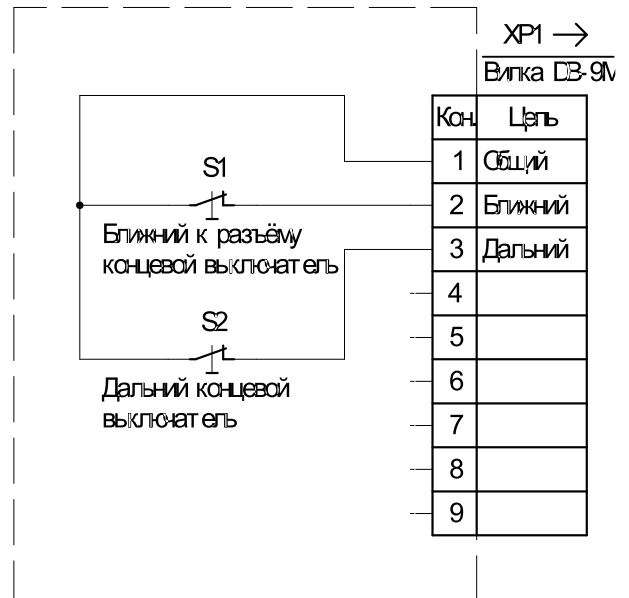 XP1
Вилка DB-9M
Кон. Цепь
1 Общий
S1
2 Ближний
Ближний к разъёму
концевой выключатель
3 Дальний
4
S2
5
Дальний концевой
выключатель
6
7
8
9